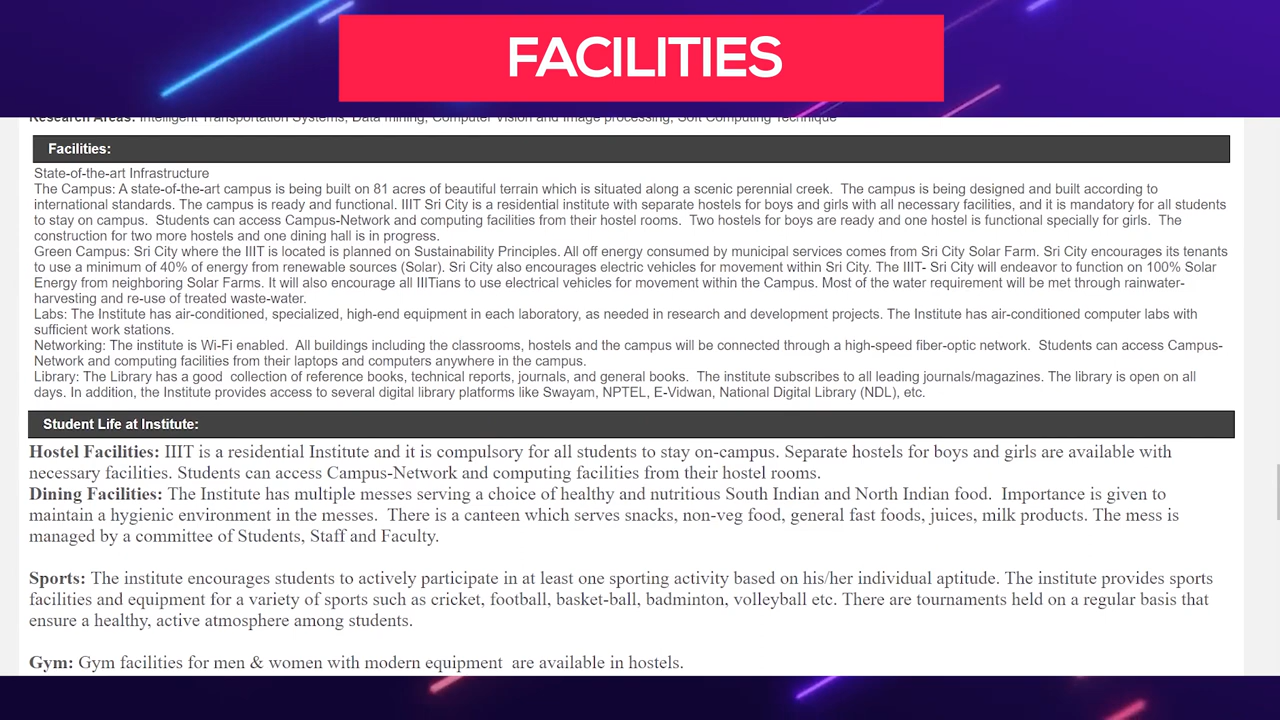 FACILITIES
Research Areas: Intelligent Transportation Systems, Data mining, Computer Vision and Image processing, Soft Computing Technique
Facilities:
State-of-the-art Infrastructure
The Campus: A state-of-the-art campus is being built on 81 acres of beautiful terrain which is situated along a scenic perennial creek. The campus is being designed and built according to
international standards. The campus is ready and functional. IIIT Sri City is a residential institute with separate hostels for boys and girls with all necessary facilities, and it is mandatory for all students
to stay on campus. Students can access Campus-Network and computing facilities from their hostel rooms. Two hostels for boys are ready and one hostel is functional specially for girls. The
construction for two more hostels and one dining hall is in progress.
Green Campus: Sri City where the IIIT is located is planned on Sustainability Principles. All off energy consumed by municipal services comes from Sri City Solar Farm. Sri City encourages its tenants
to use a minimum of 40% of energy from renewable sources (Solar). Sri City also encourages electric vehicles for movement within Sri City. The IIIT- Sri City will endeavor to function on 100% Solar
Energy from neighboring Solar Farms. It will also encourage all IIITians to use electrical vehicles for movement within the Campus. Most of the water requirement will be met through rainwater-
harvesting and re-use of treated waste-water.
Labs: The Institute has air-conditioned, specialized, high-end equipment in each laboratory, as needed in research and development projects. The Institute has air-conditioned computer labs with
sufficient work stations.
Networking: The institute is Wi-Fi enabled. All buildings including the classrooms, hostels and the campus will be connected through a high-speed fiber-optic network. Students can access Campus-
Network and computing facilities from their laptops and computers anywhere in the campus.
Library: The Library has a good collection of reference books, technical reports, journals, and general books. The institute subscribes to all leading journals/magazines. The library is open on all
days. In addition, the Institute provides access to several digital library platforms like Swayam, NPTEL, E-Vidwan, National Digital Library (NDL), etc.
Student Life at Institute:
Hostel Facilities: IIIT is a residential Institute and it is compulsory for all students to stay on-campus. Separate hostels for boys and girls are available with
necessary facilities. Students can access Campus-Network and computing facilities from their hostel rooms.
Dining Facilities: The Institute has multiple messes serving a choice of healthy and nutritious South Indian and North Indian food. Importance is given to
maintain a hygienic environment in the messes. There is a canteen which serves snacks, non-veg food, general fast foods, juices, milk products. The mess is
managed by a committee of Students, Staff and Faculty.
Sports: The institute encourages students to actively participate in at least one sporting activity based on his/her individual aptitude. The institute provides sports
facilities and equipment for a variety of sports such as cricket, football, basket-ball, badminton, volleyball etc. There are tournaments held on a regular basis that
ensure a healthy, active atmosphere among students.
Gym: Gym facilities for men & women with modern equipment are available in hostels.